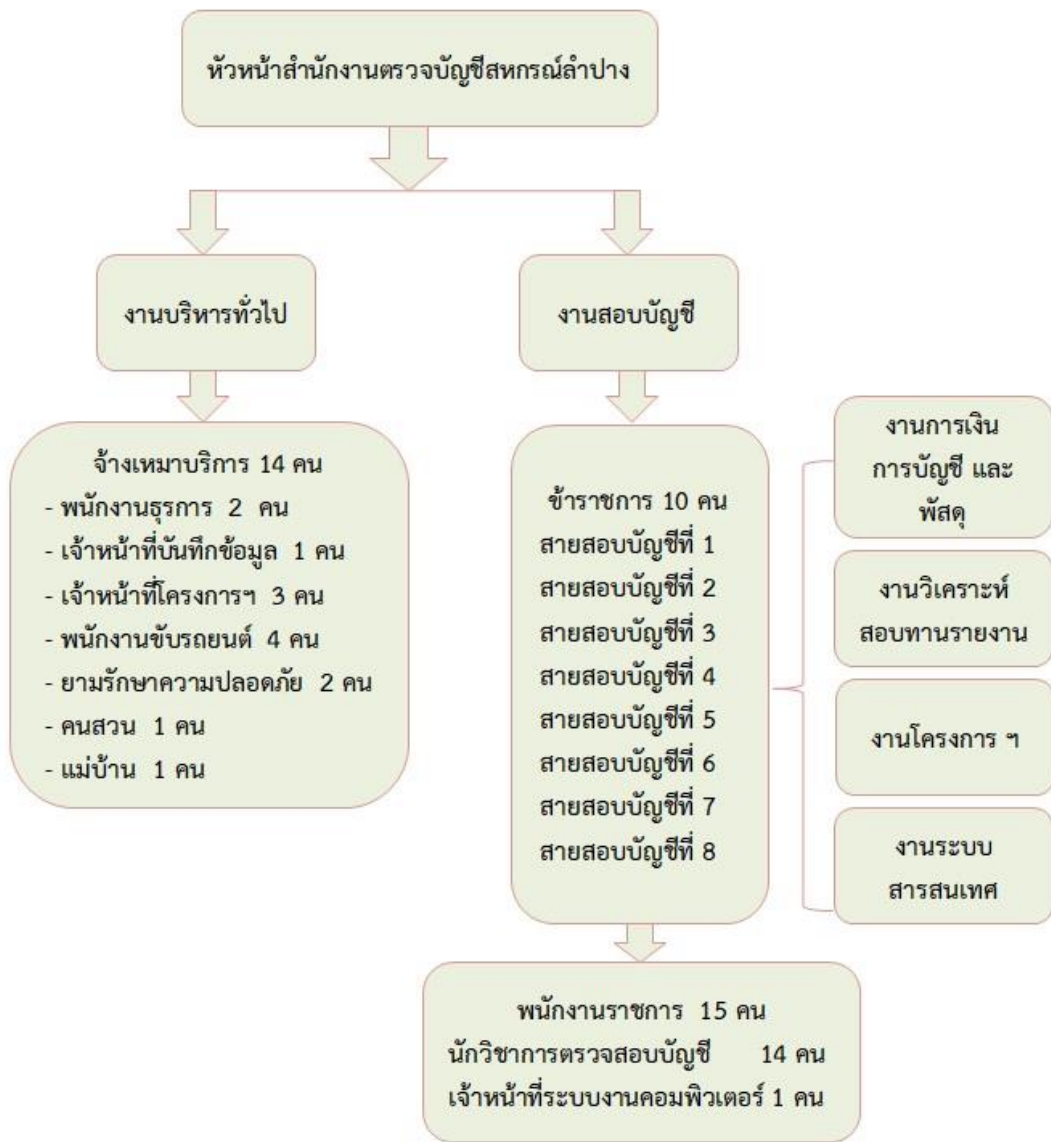 หัวหน้าสำนักงานตรวจบัญชีสหกรณ์ลำปาง
งานบริหารทั่วไป
งานสอบบัญชี
จ้างเหมาบริการ 14 คน
- พนักงานธุรการ 2 คน
- เจ้าหน้าที่บันทึกข้อมูล 1 คน
- เจ้าหน้าที่โครงการฯ 3 คน
- พนักงานขับรถยนต์ 4 คน
- ยามรักษาความปลอดภัย 2 คน
- คนสวน 1 คน
- แม่บ้าน 1 คน
ข้าราชการ 10 คน
สายสอบบัญชีที่ 1
สายสอบบัญชีที่ 2
สายสอบบัญชีที่ 3
สายสอบบัญชีที่ 4
สายสอบบัญชีที่ 5
สายสอบบัญชีที่ 6
สายสอบบัญชีที่ 7
สายสอบบัญชีที่ 8
งานการเงิน
การบัญชี และ
พัสดุ
งานวิเคราะห์
สอบทานรายงาน
งานโครงการ ฯ
งานระบบ
สารสนเทศ
พนักงานราชการ 15 คน
นักวิชาการตรวจสอบบัญชี 14 คน
เจ้าหน้าที่ระบบงานคอมพิวเตอร์ 1 คน